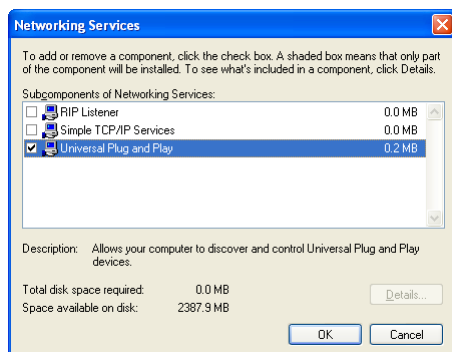 Networking Services
To add or remove a component, click the check box. A shaded box means that only part
of the component will be installed. To see what's included in a component, click Details.
Subcomponents of Networking Services:
RIP Listener 0.0 MB
Simple TCP/IP Services 0.0 MB
Universal Plug and Play 0.2 MB
Description: Allows your computer to discover and control Universal Plug and Play
devices.
Total disk space required: 0.0 MB
Details...
Space available on disk: 2387.9 MB
OK Cancel